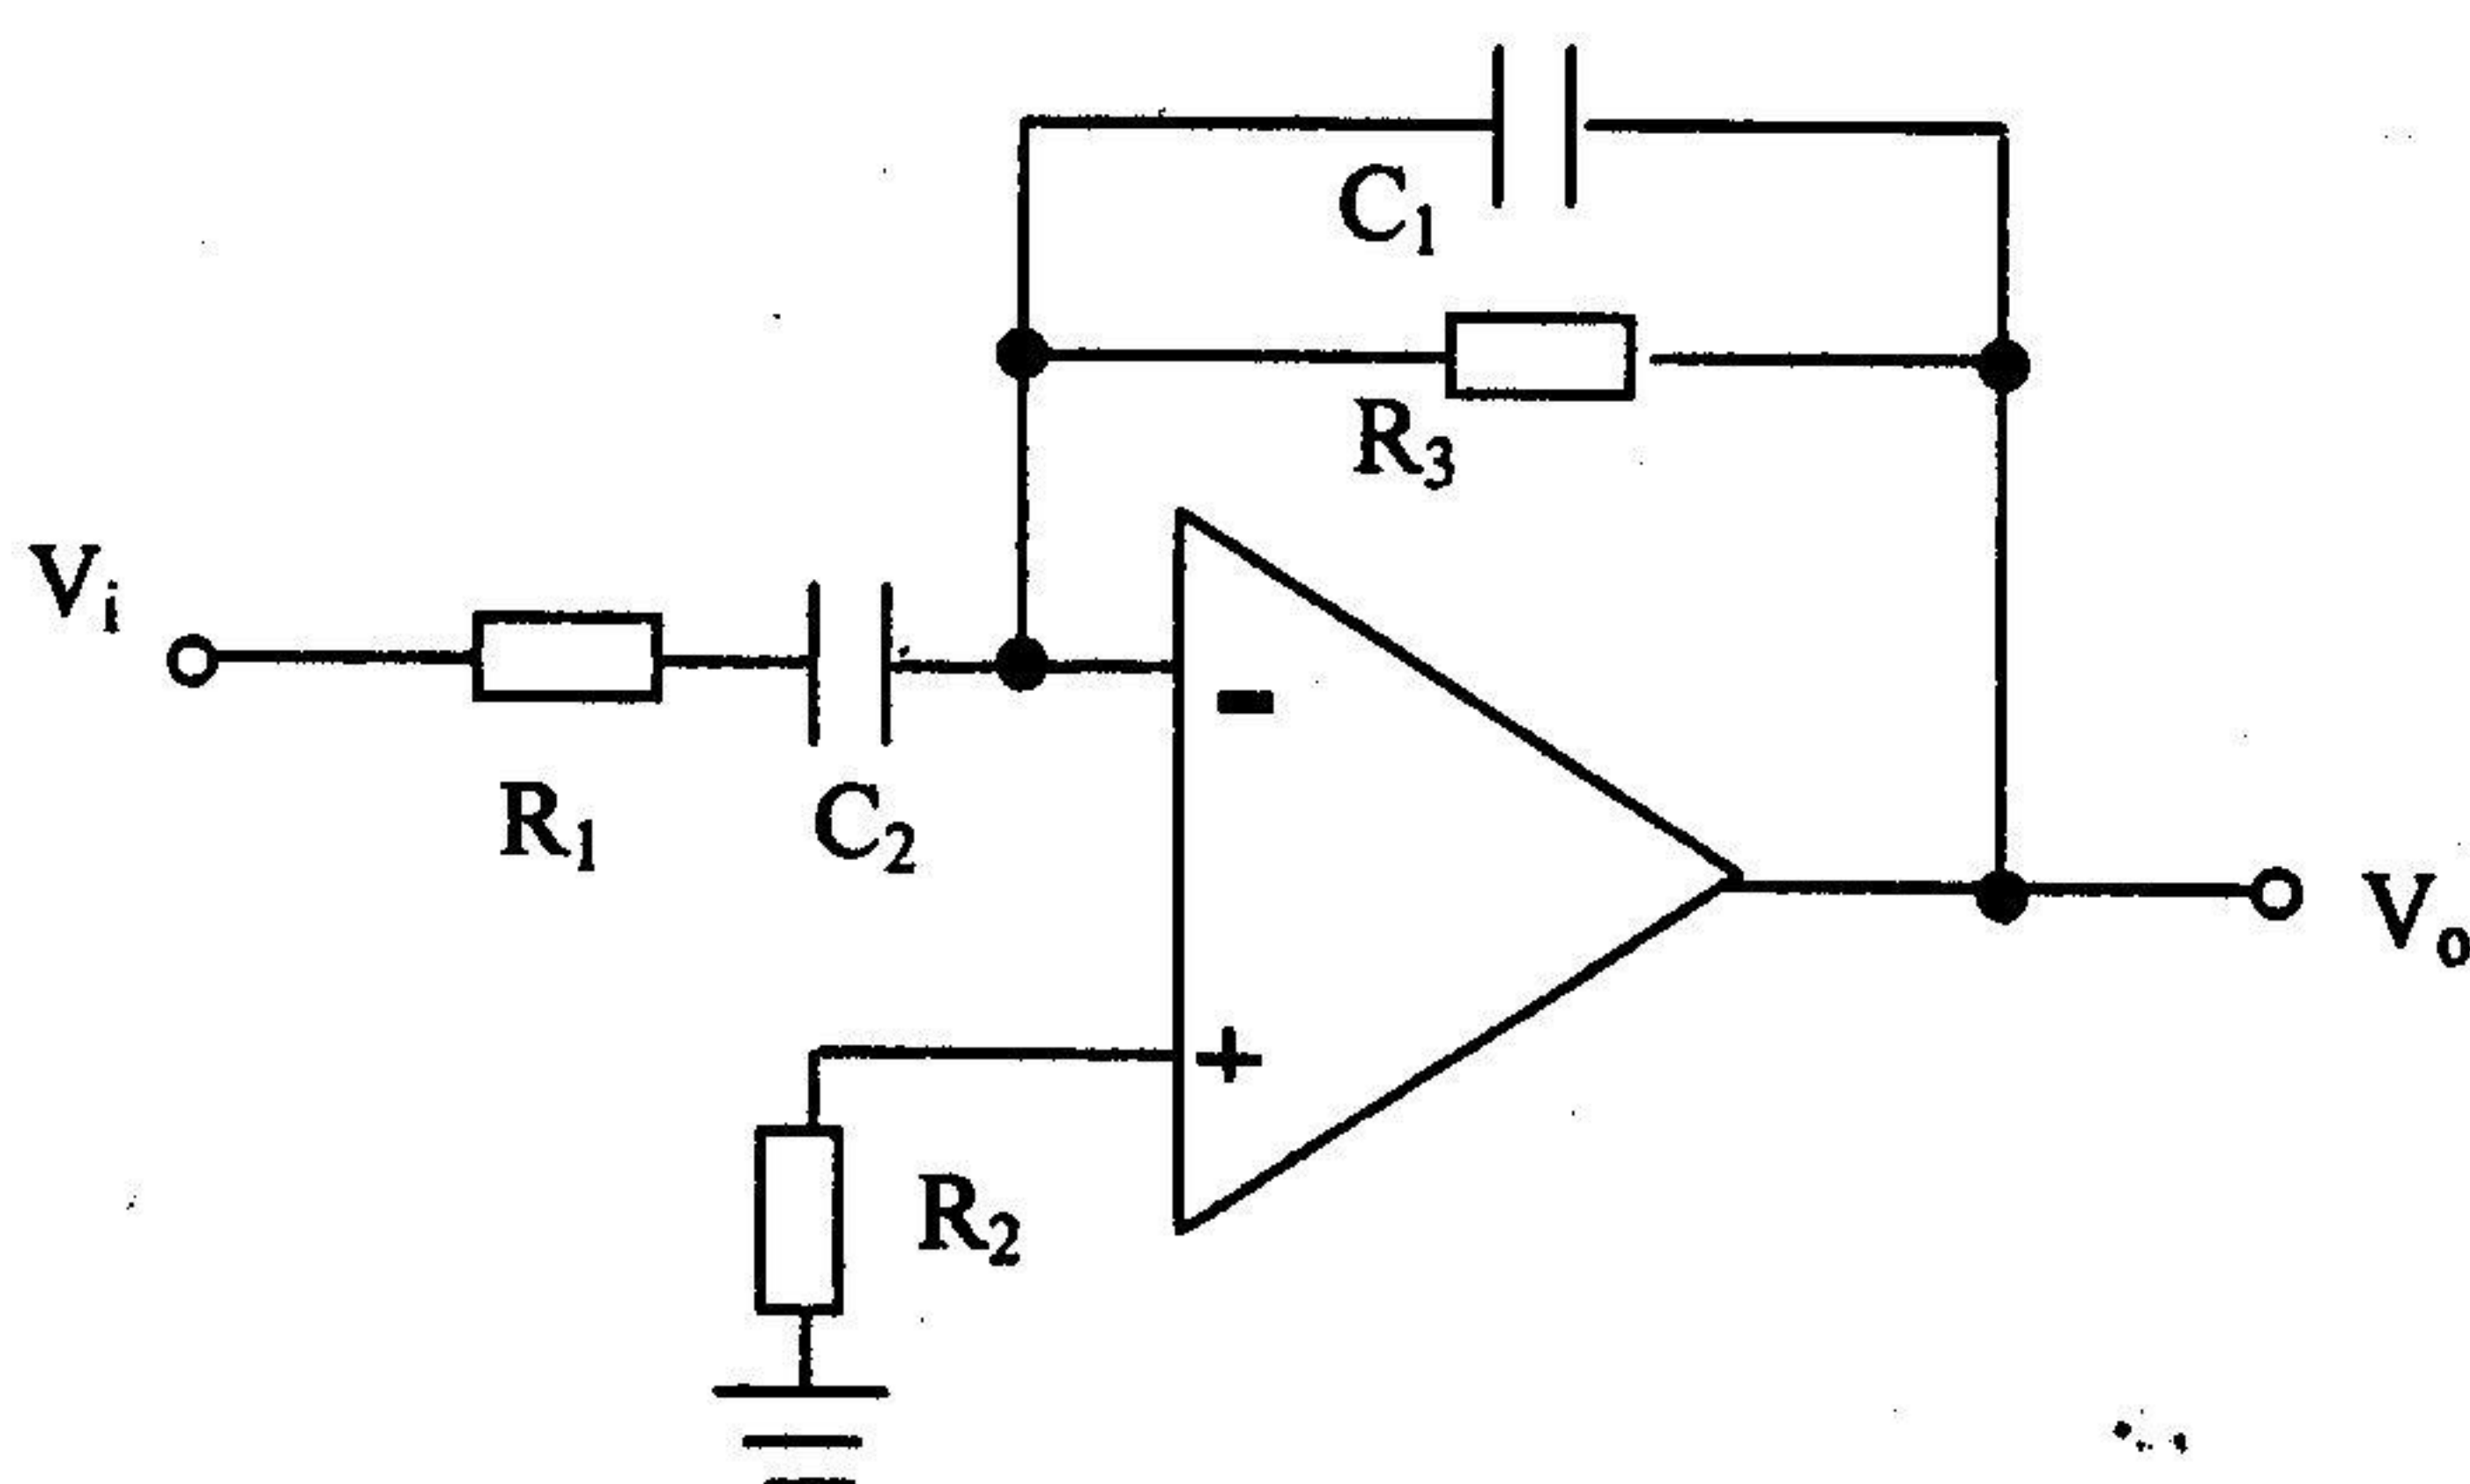 C₁
R₃
Vᵢ
-
R₁ C₂
Vₒ
+
R₂